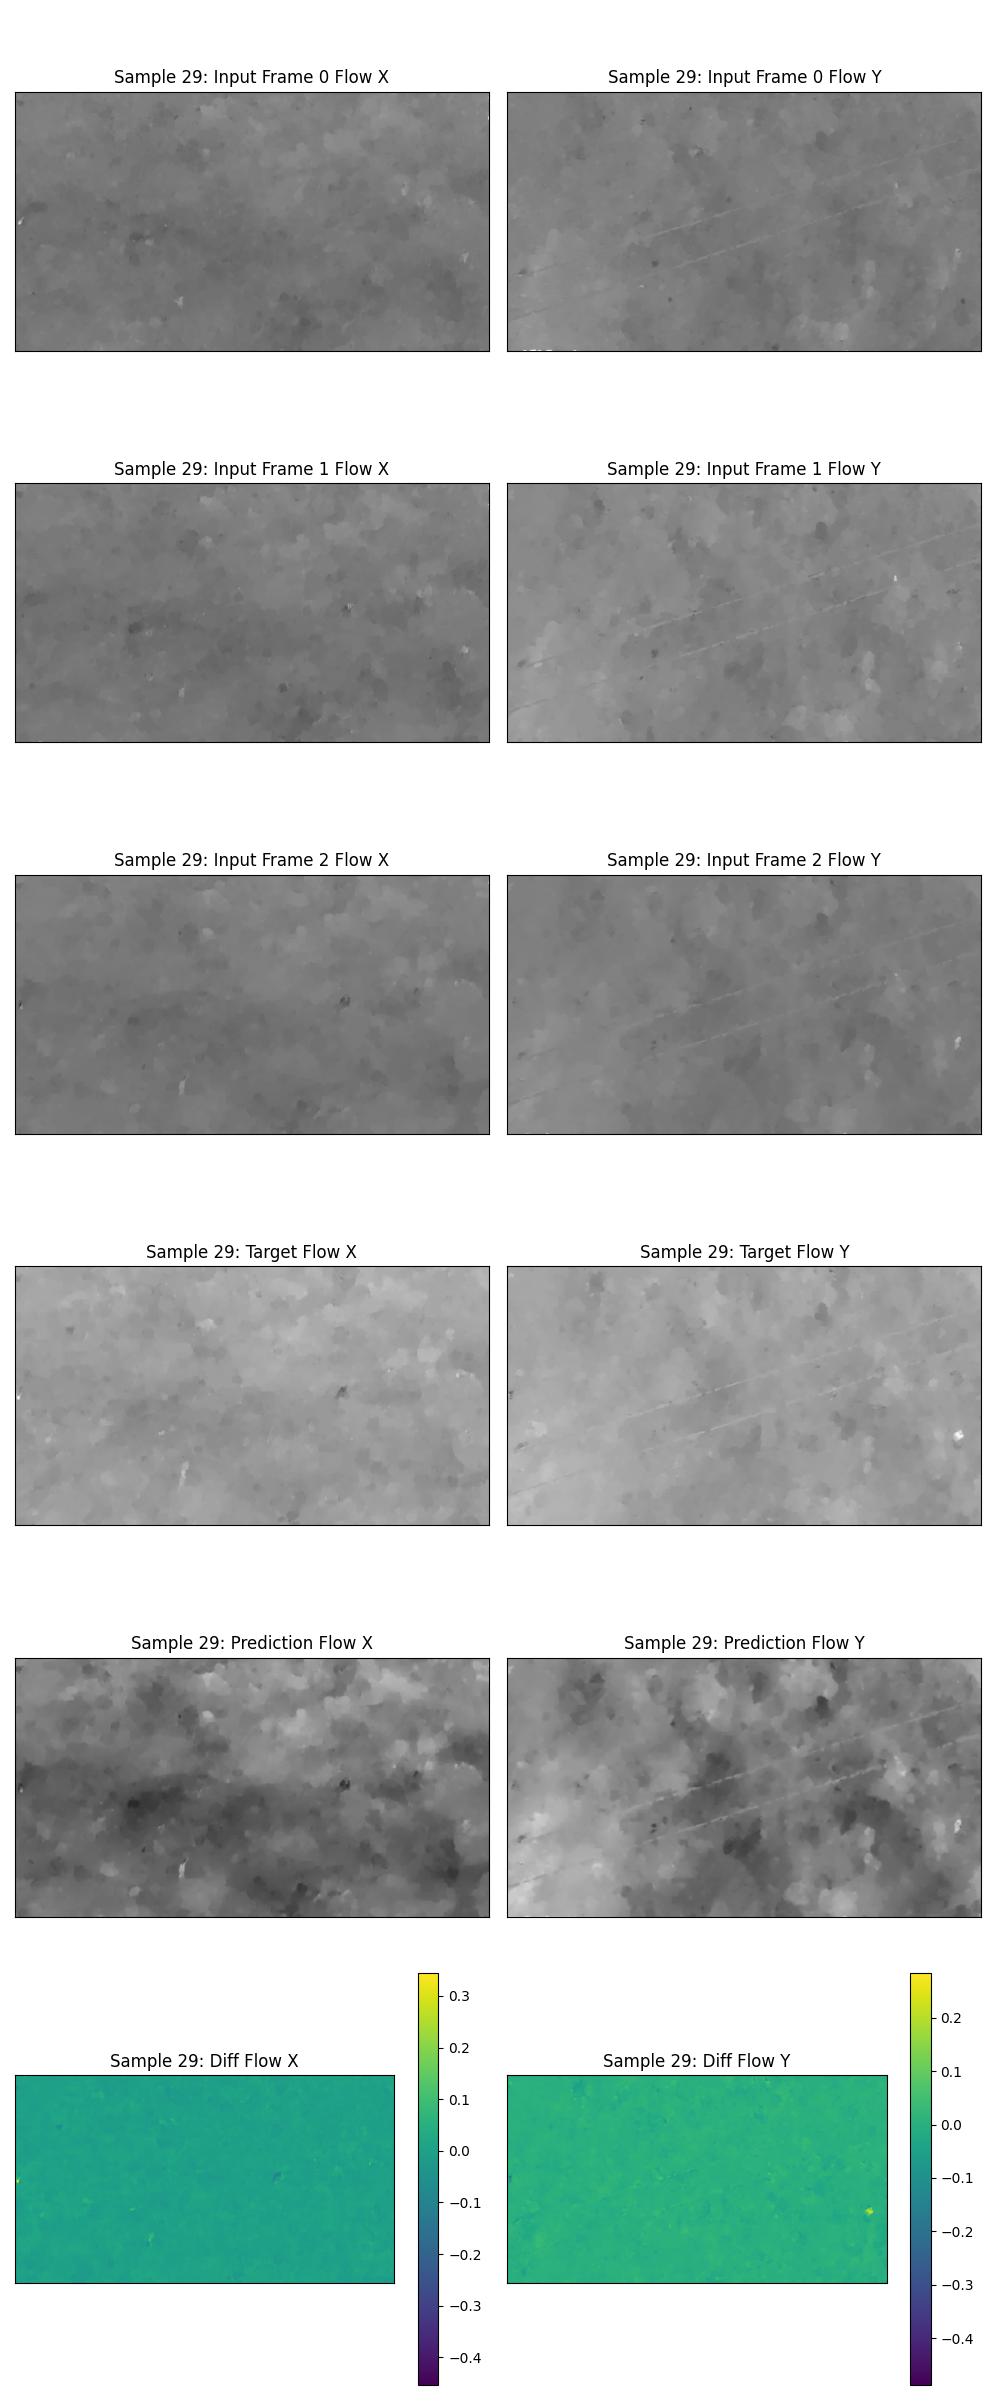 Sample 29: Input Frame 0 Flow X
Sample 29: Input Frame 0 Flow Y
Sample 29: Input Frame 1 Flow X
Sample 29: Input Frame 1 Flow Y
Sample 29: Input Frame 2 Flow X
Sample 29: Input Frame 2 Flow Y
Sample 29: Target Flow X
Sample 29: Target Flow Y
Sample 29: Prediction Flow X
Sample 29: Prediction Flow Y
Sample 29: Diff Flow X
0.3
0.2
0.1
0.0
−0.1
−0.2
−0.3
−0.4
Sample 29: Diff Flow Y
0.2
0.1
0.0
−0.1
−0.2
−0.3
−0.4